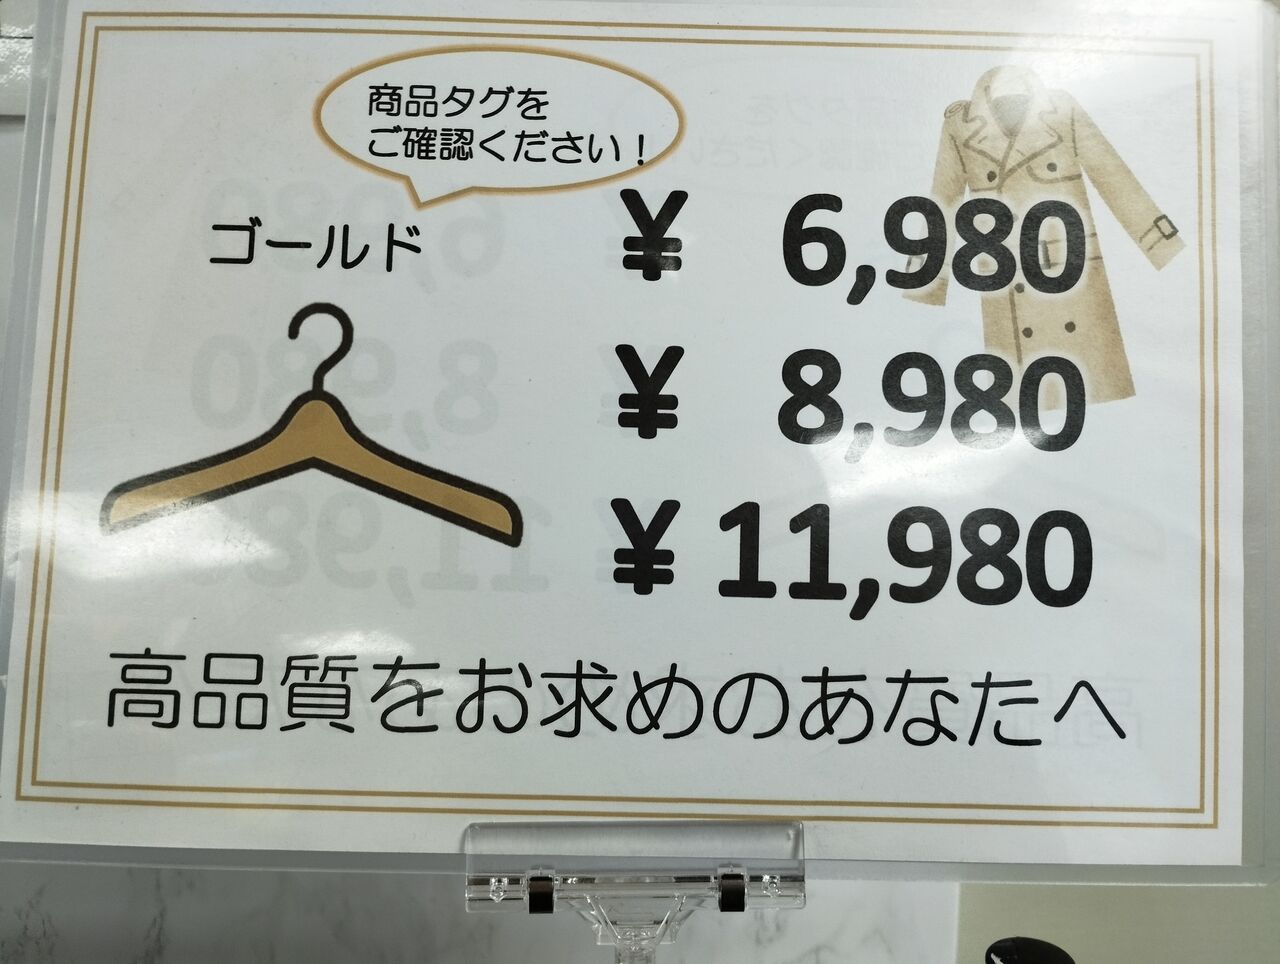 商品タグを
ご確認ください！
ゴールド
¥ 6,980
¥ 8,980
¥ 11,980
高品質をお求めのあなたへ